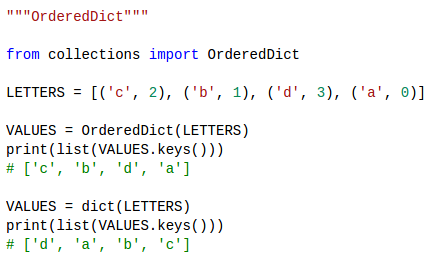 """OrderedDict"""
from collections import OrderedDict
LETTERS = [('c', 2), ('b', 1), ('d', 3), ('a', 0)]
VALUES = OrderedDict(LETTERS)
print(list(VALUES.keys()))
# ['c', 'b', 'd', 'a']
VALUES = dict(LETTERS)
print(list(VALUES.keys()))
# ['d', 'a', 'b', 'c']